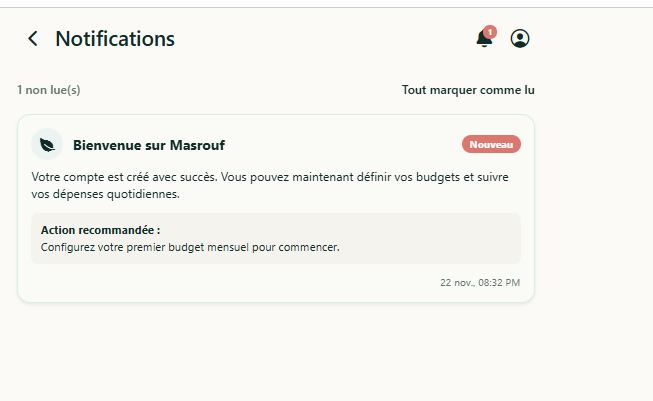 Notifications
1
1 non lue(s)
Tout marquer comme lu
Bienvenue sur Masrouf
Nouveau
Votre compte est créé avec succès. Vous pouvez maintenant définir vos budgets et suivre
vos dépenses quotidiennes.
Action recommandée :
Configurez votre premier budget mensuel pour commencer.
22 nov., 08:32 PM